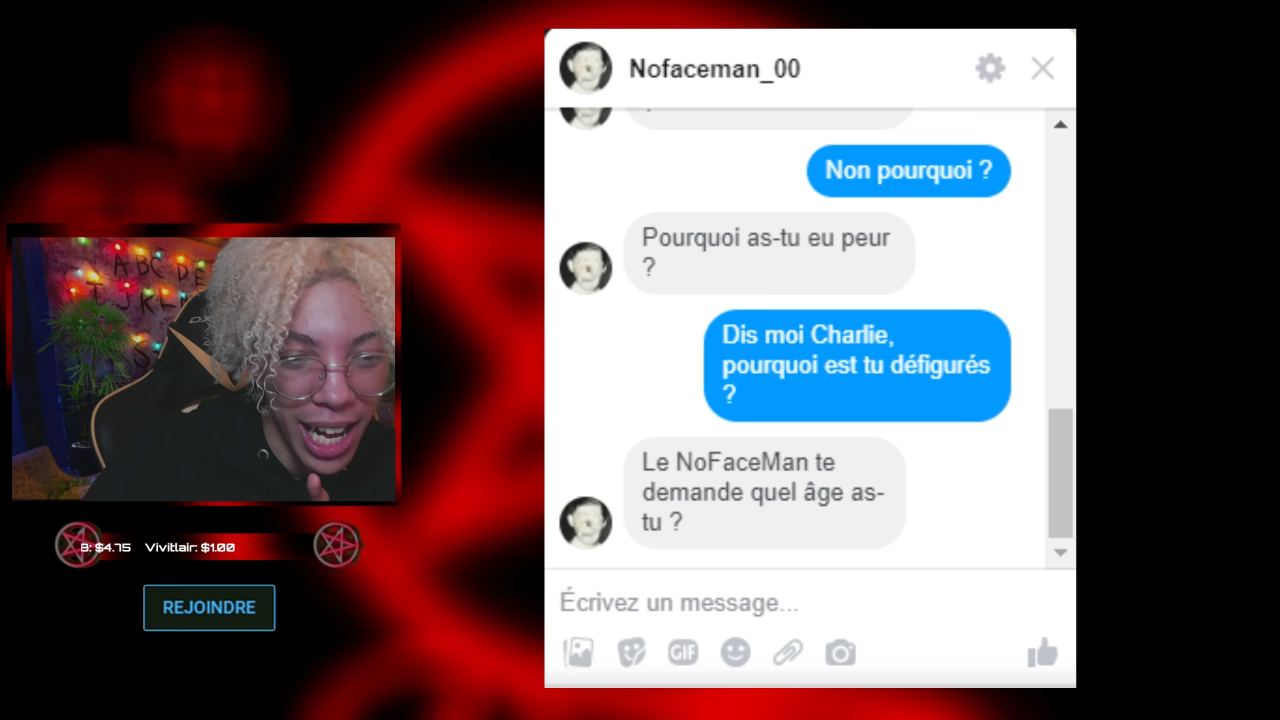 Nofaceman_00
Non pourquoi ?
Pourquoi as-tu eu peur
?
Dis moi Charlie,
pourquoi est tu défigurés
?
Le NoFaceMan te
demande quel âge as-
tu ?
Écrivez un message...
GIF
A B C D E
J K L
S
B: $4.75 Vivitlair: $1.00
REJOINDRE